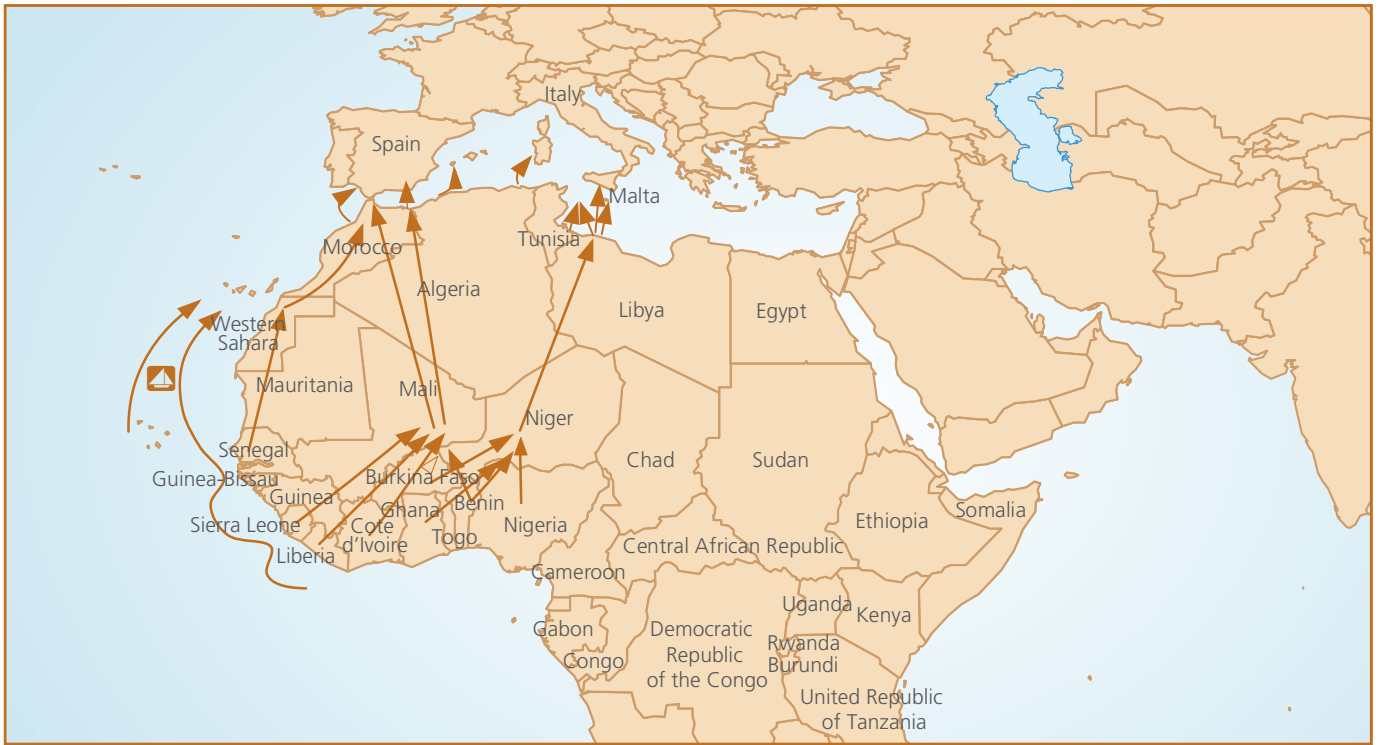 Italy
Spain
Malta
Tunisia
Morocco
Algeria
Libya
Egypt
Western
Sahara
Mauritania
Mali
Niger
Senegal
Chad
Sudan
Guinea-Bissau
Burkina Faso
Guinea
Benin
Ghana
Somalia
Sierra Leone
Cote
d’Ivoire
Nigeria
Ethiopia
Togo
Liberia
Central African Republic
Cameroon
Uganda
Kenya
Gabon
Democratic
Republic
of the Congo
Rwanda
Congo
Burundi
United Republic
of Tanzania